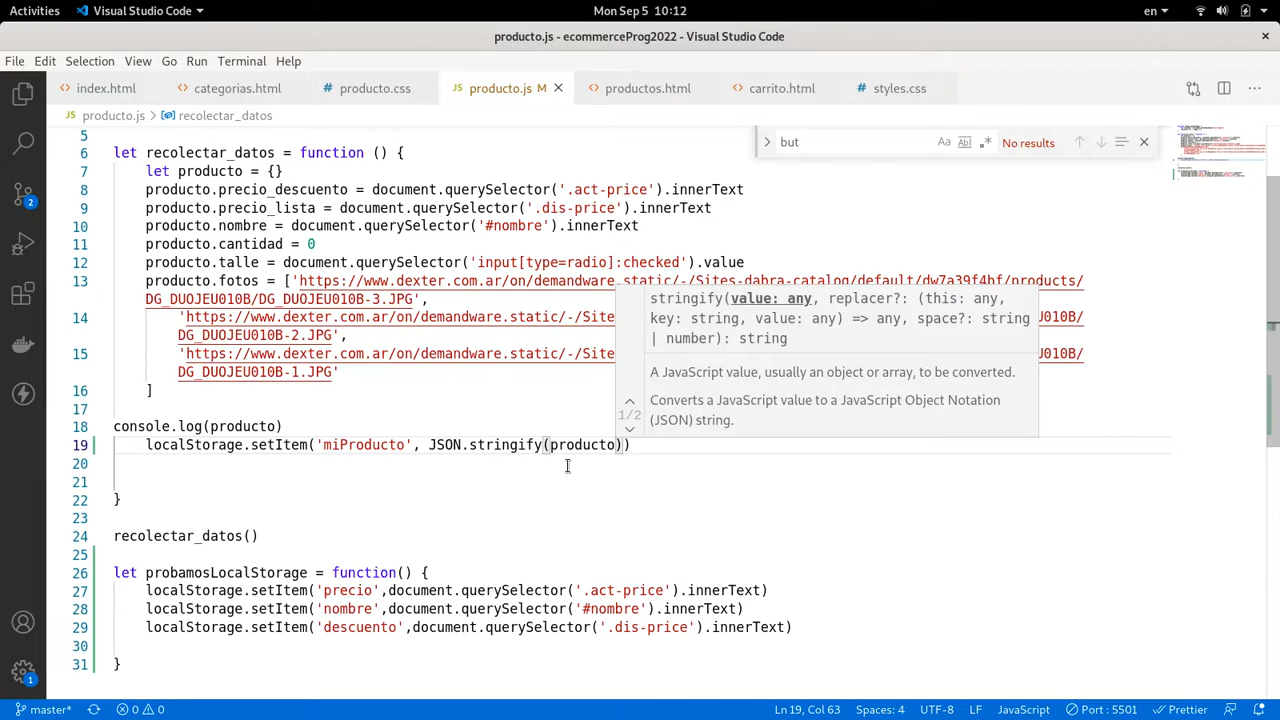 Activities Visual Studio Code Mon Sep 5 10:12 en
producto.js - ecommerceProg2022 - Visual Studio Code
File Edit Selection View Go Run Terminal Help
index.html categorias.html producto.css producto.js M productos.html carrito.html styles.css
producto.js > recolectar_datos
but Aa ab .* No results
5
6 let recolectar_datos = function () {
7 let producto = {}
8 producto.precio_descuento = document.querySelector('.act-price').innerText
9 producto.precio_lista = document.querySelector('.dis-price').innerText
10 producto.nombre = document.querySelector('#nombre').innerText
11 producto.cantidad = 0
12 producto.talle = document.querySelector('input[type=radio]:checked').value
13 producto.fotos = ['https://www.dexter.com.ar/on/demandware.static/-/Sites-dabra-catalog/default/dw7a39f4bf/products/
DG_DUOJEU010B/DG_DUOJEU010B-3.JPG',
14 'https://www.dexter.com.ar/on/demandware.static/-/Site U010B/
DG_DUOJEU010B-2.JPG',
15 'https://www.dexter.com.ar/on/demandware.static/-/Site U010B/
DG_DUOJEU010B-1.JPG'
16 ]
17
18 console.log(producto)
19 localStorage.setItem('miProducto', JSON.stringify(producto))
20
21
22 }
23
24 recolectar_datos()
25
26 let probamosLocalStorage = function() {
27 localStorage.setItem('precio',document.querySelector('.act-price').innerText)
28 localStorage.setItem('nombre',document.querySelector('#nombre').innerText)
29 localStorage.setItem('descuento',document.querySelector('.dis-price').innerText)
30
31 }
stringify(value: any, replacer?: (this: any,
key: string, value: any) => any, space?: string
| number): string
A JavaScript value, usually an object or array, to be converted.
1/2
Converts a JavaScript value to a JavaScript Object Notation
(JSON) string.
2
1
master* 0 0 Ln 19, Col 63 Spaces: 4 UTF-8 LF JavaScript Port : 5501 Prettier